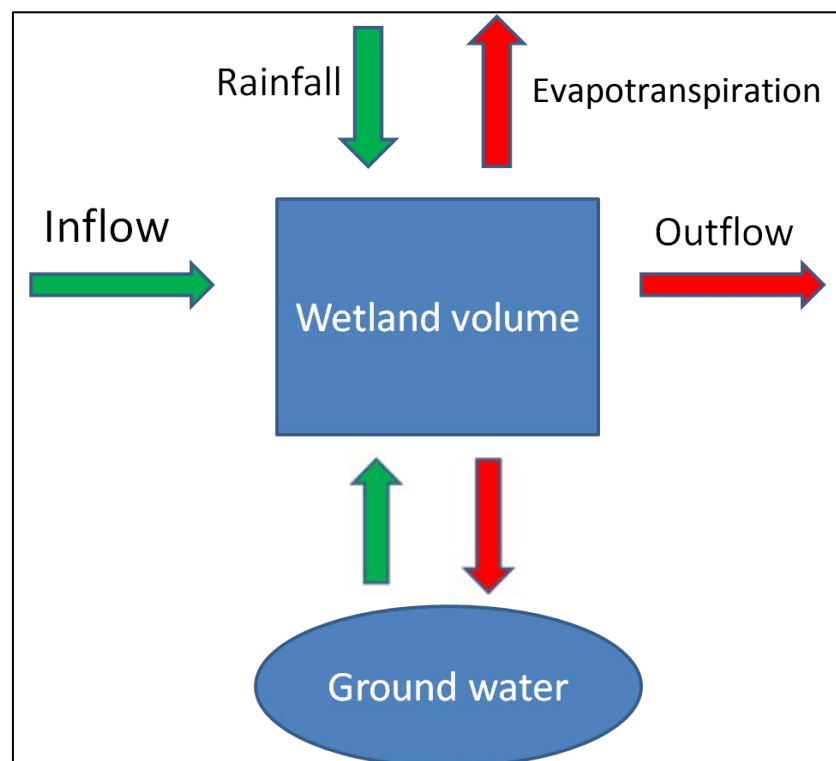 Rainfall
Evapotranspiration
Inflow
Outflow
Wetland volume
Ground water